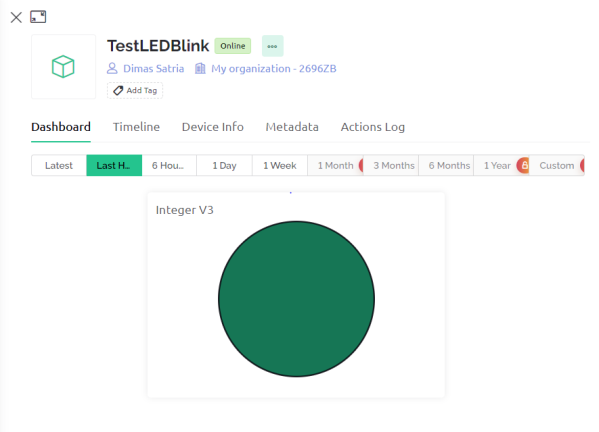 TestLEDBlink Online
Dimas Satria My organization - 2696ZB
Add Tag
Dashboard Timeline Device Info Metadata Actions Log
Latest Last H.. 6 Hou.. 1 Day 1 Week 1 Month 3 Months 6 Months 1 Year Custom
Integer V3